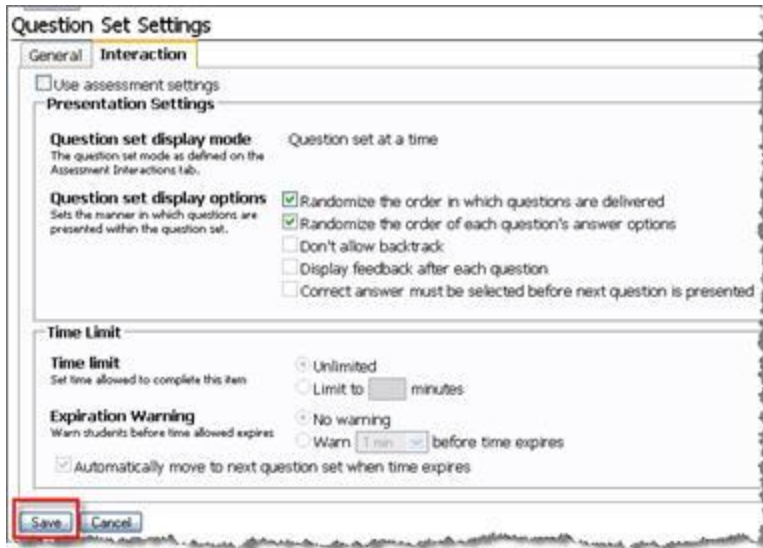 Question Set Settings
General Interaction
Use assessment settings
Presentation Settings
Question set display mode Question set at a time
The question set mode as defined on the
Assessment Interactions tab.
Question set display options Randomize the order in which questions are delivered
Sets the manner in which questions are
presented within the question set.
Randomize the order of each question's answer options
Don't allow backtrack
Display feedback after each question
Correct answer must be selected before next question is presented
Time Limit
Time limit Unlimited
Set time allowed to complete this item
Limit to minutes
Expiration Warning No warning
Warn students before time allowed expires
Warn 1 min before time expires
Automatically move to next question set when time expires
Save Cancel